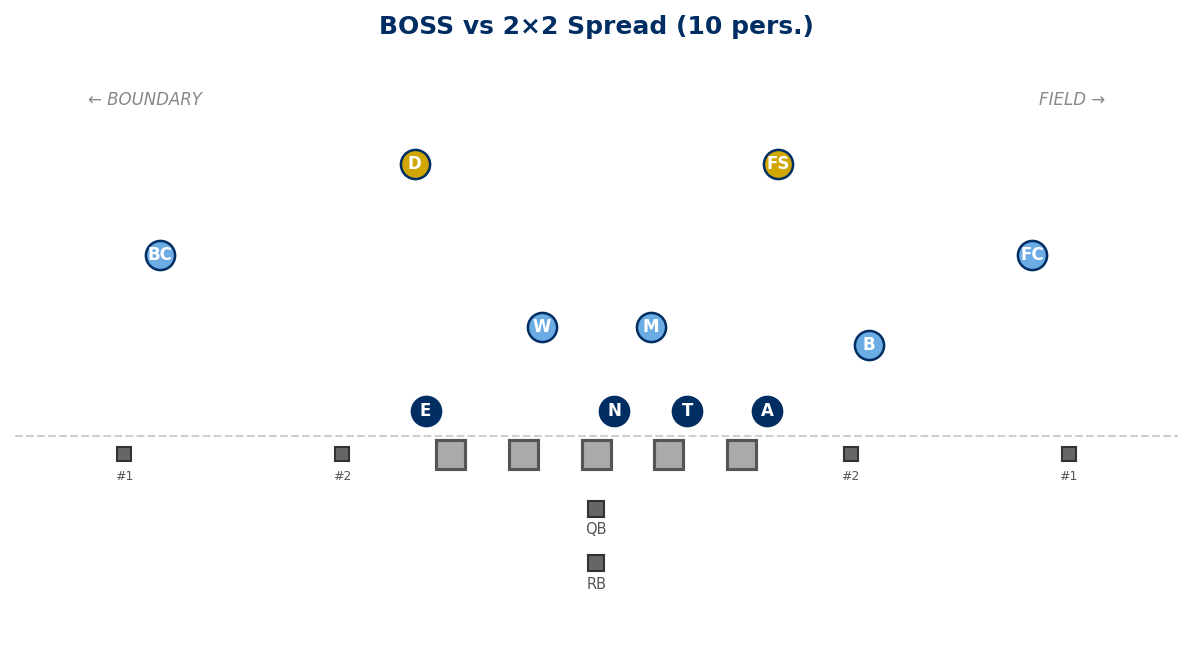 BOSS vs 2×2 Spread (10 pers.)
← BOUNDARY
FIELD →
D
FS
BC
FC
W
M
B
E
N
T
A
#1
#2
#2
#1
QB
RB